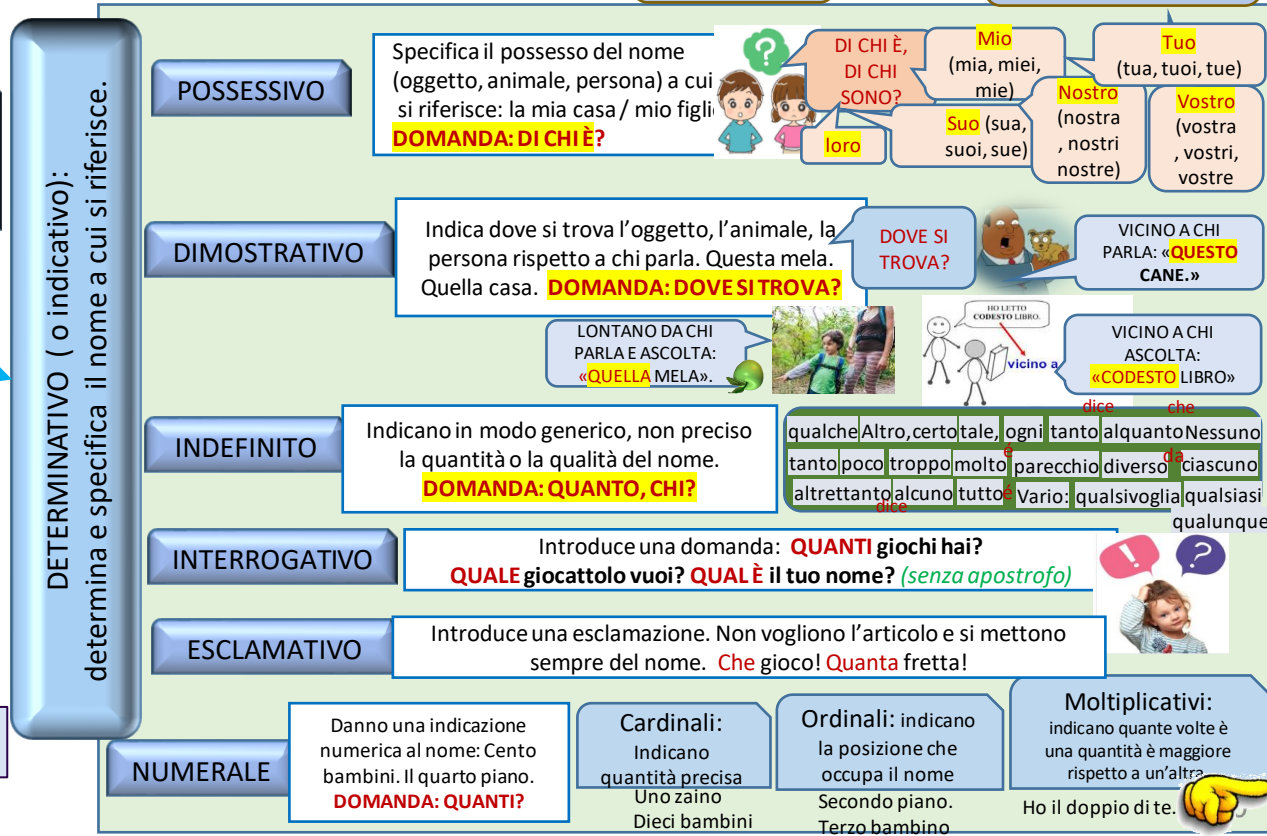 DETERMINATIVO ( o indicativo):
determina e specifica il nome a cui si riferisce.
POSSESSIVO
Specifica il possesso del nome
(oggetto, animale, persona) a cui
si riferisce: la mia casa / mio figli
DOMANDA: DI CHI È?
DI CHI È,
DI CHI
SONO?
Mio
(mia, miei,
mie)
Tuo
(tua, tuoi, tue)
loro
Suo (sua,
suoi, sue)
Nostro
(nostra
, nostri
nostre)
Vostro
(vostra
, vostri,
vostre
DIMOSTRATIVO
Indica dove si trova l'oggetto, l'animale, la
persona rispetto a chi parla. Questa mela.
Quella casa. DOMANDA: DOVE SI TROVA?
DOVE SI
TROVA?
VICINO A CHI
PARLA: «QUESTO
CANE.»
LONTANO DA CHI
PARLA E ASCOLTA:
«QUELLA MELA».
HO LETTO
CODESTO LIBRO.
vicino a
VICINO A CHI
ASCOLTA:
«CODESTO LIBRO»
INDEFINITO
Indicano in modo generico, non preciso
la quantità o la qualità del nome.
DOMANDA: QUANTO, CHI?
dice che
qualche Altro, certo tale, ogni tanto alquanto Nessuno
é da
tanto poco troppo molto parecchio diverso ciascuno
altrettanto alcuno tutto é Vario: qualsivoglia qualsiasi
dice
qualunque
INTERROGATIVO
Introduce una domanda: QUANTI giochi hai?
QUALE giocattolo vuoi? QUAL È il tuo nome? (senza apostrofo)
ESCLAMATIVO
Introduce una esclamazione. Non vogliono l'articolo e si mettono
sempre del nome. Che gioco! Quanta fretta!
NUMERALE
Danno una indicazione
numerica al nome: Cento
bambini. Il quarto piano.
DOMANDA: QUANTI?
Cardinali:
Indicano
quantità precisa
Uno zaino
Dieci bambini
Ordinali: indicano
la posizione che
occupa il nome
Secondo piano.
Terzo bambino
Moltiplicativi:
indicano quante volte è
una quantità è maggiore
rispetto a un'altra
Ho il doppio di te.